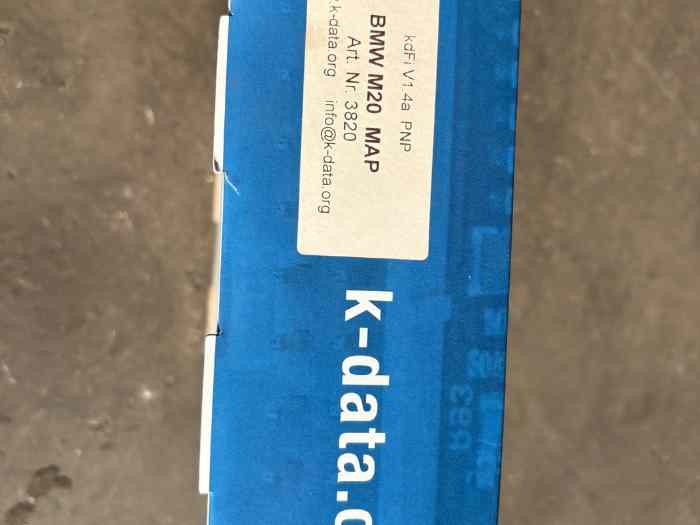 kdFi V1.4a PNP
BMW M20 MAP
Art. Nr. 3820
k-data.org info@k-data.org
k-data.o